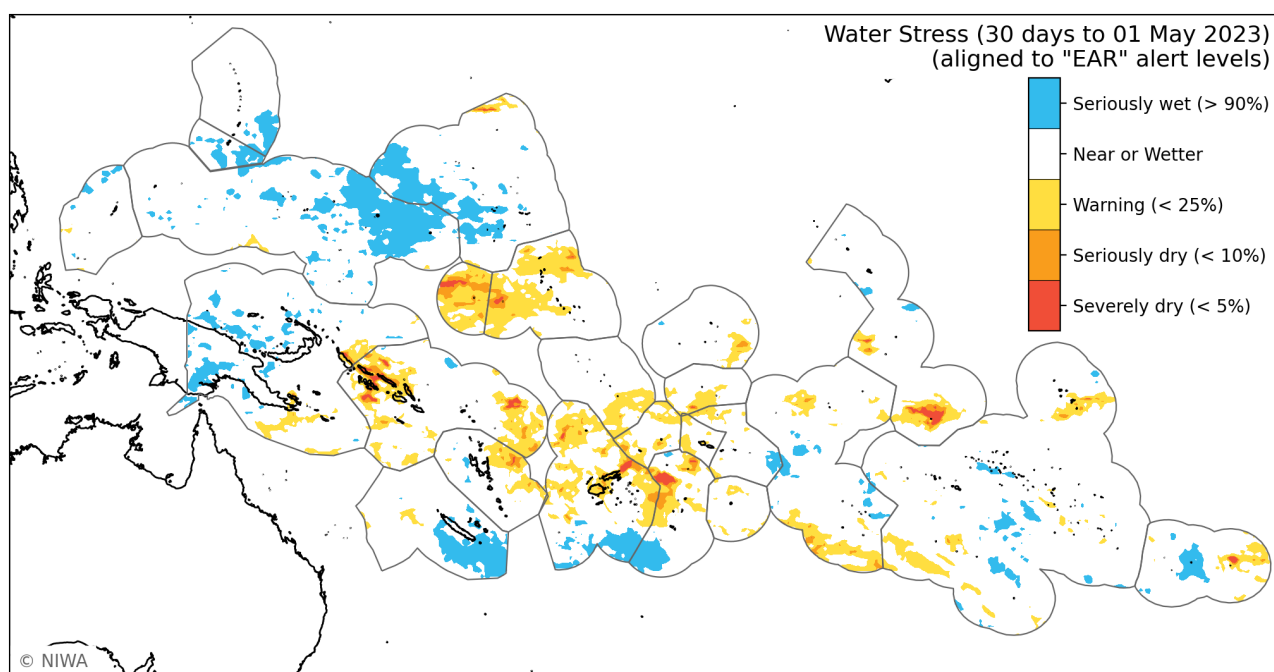 Water Stress (30 days to 01 May 2023)
(aligned to "EAR" alert levels)
Seriously wet (> 90%)
Near or Wetter
Warning (< 25%)
Seriously dry (< 10%)
Severely dry (< 5%)
© NIWA